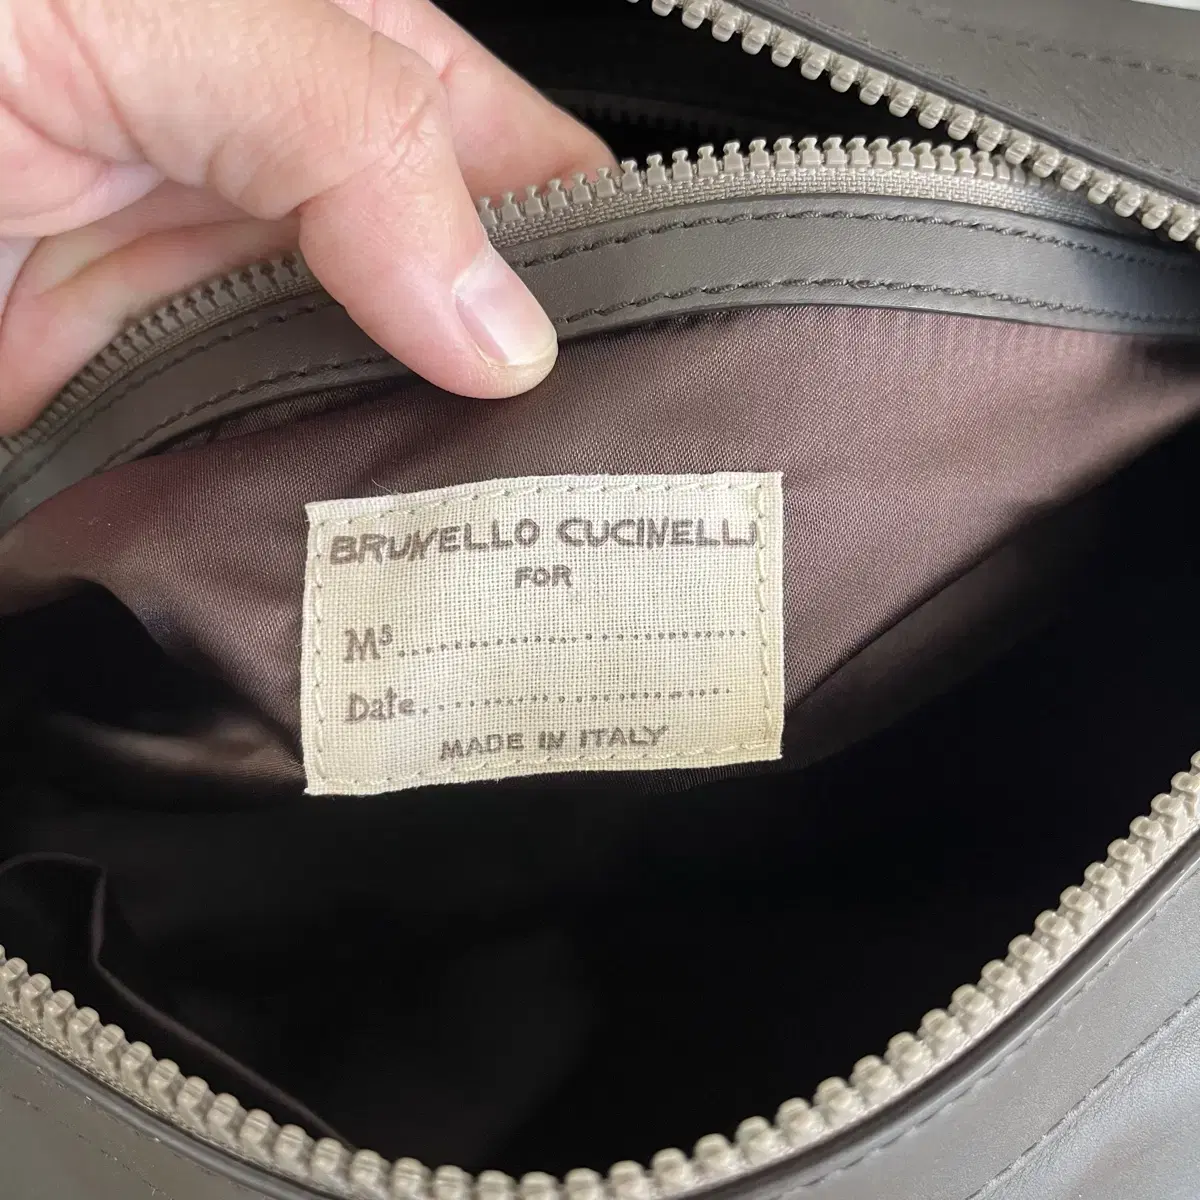 BRUNELLO CUCINELLI
FOR
Ms..............................
Date..........................
MADE IN ITALY